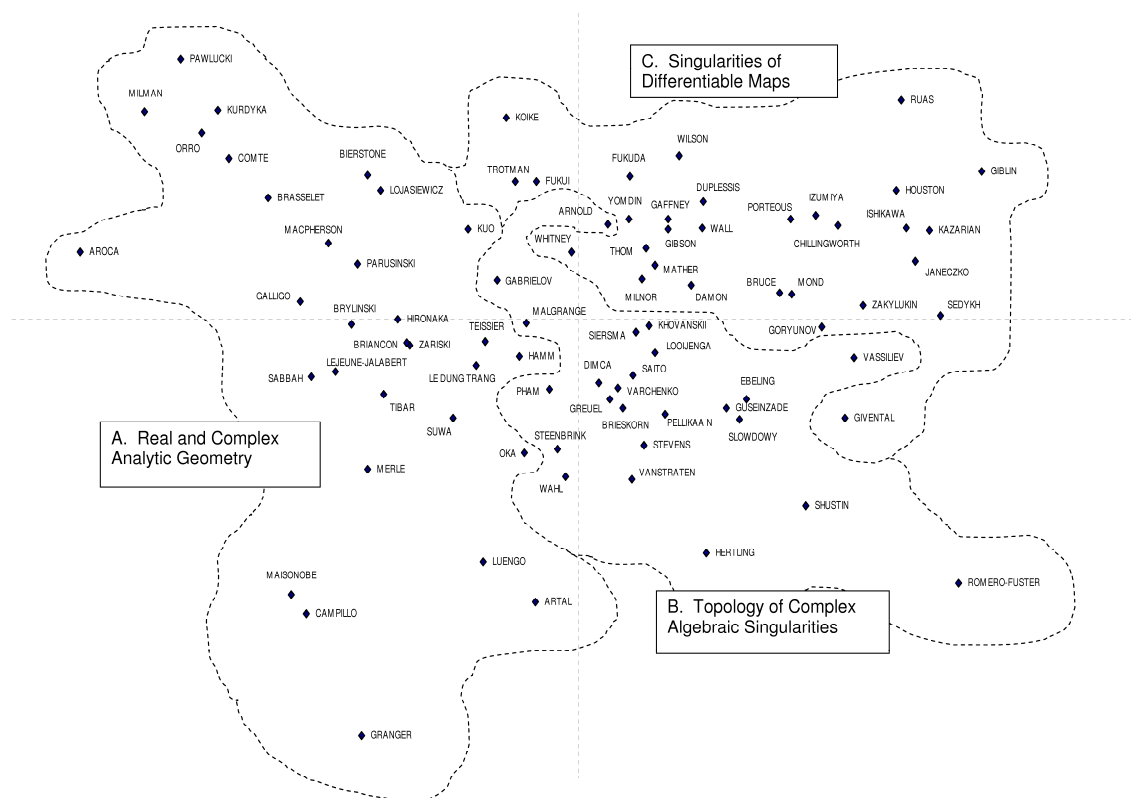 PAWLUCKI
C. Singularities of
Differentiable Maps
MILMAN
RUAS
KURDYKA
KOIKE
WILSON
ORRO
COMTE
BIERSTONE
FUKUDA
TROTMAN
FUKUI
GIBLIN
LOJASIEWICZ
DUPLESSIS
HOUSTON
BRASSELET
YOMDIN
GAFFNEY
IZUMIYA
PORTEOUS
ARNOLD
ISHIKAWA
MACPHERSON
KUO
WALL
KAZARIAN
WHITNEY
GIBSON
CHILLINGWORTH
AROCA
THOM
PARUSINSKI
MATHER
JANECZKO
GABRIELOV
BRUCE
MOND
MILNOR
DAMON
GALLIGO
ZAKYLUKIN
SEDYKH
BRYLINSKI
MALGRANGE
HIRONAKA
TEISSIER
KHOVANSKII
GORYUNOV
SIERSMA
BRIANCON
ZARISKI
LOOIJENGA
HAMM
VASSILIEV
LEJEUNE-JALABERT
DIMCA
SAITO
SABBAH
LE DUNG TRANG
EBELING
PHAM
VARCHENKO
TIBAR
GREUEL
GUSEINZADE
GIVENTAL
BRIESKORN
PELLIKAAN
SUWA
STEENBRINK
SLOWDOWY
A. Real and Complex
Analytic Geometry
STEVENS
OKA
MERLE
VANSTRATEN
WAHL
SHUSTIN
HERTLING
LUENGO
MAISONOBE
ROMERO-FUSTER
ARTAL
B. Topology of Complex
Algebraic Singularities
CAMPILLO
GRANGER